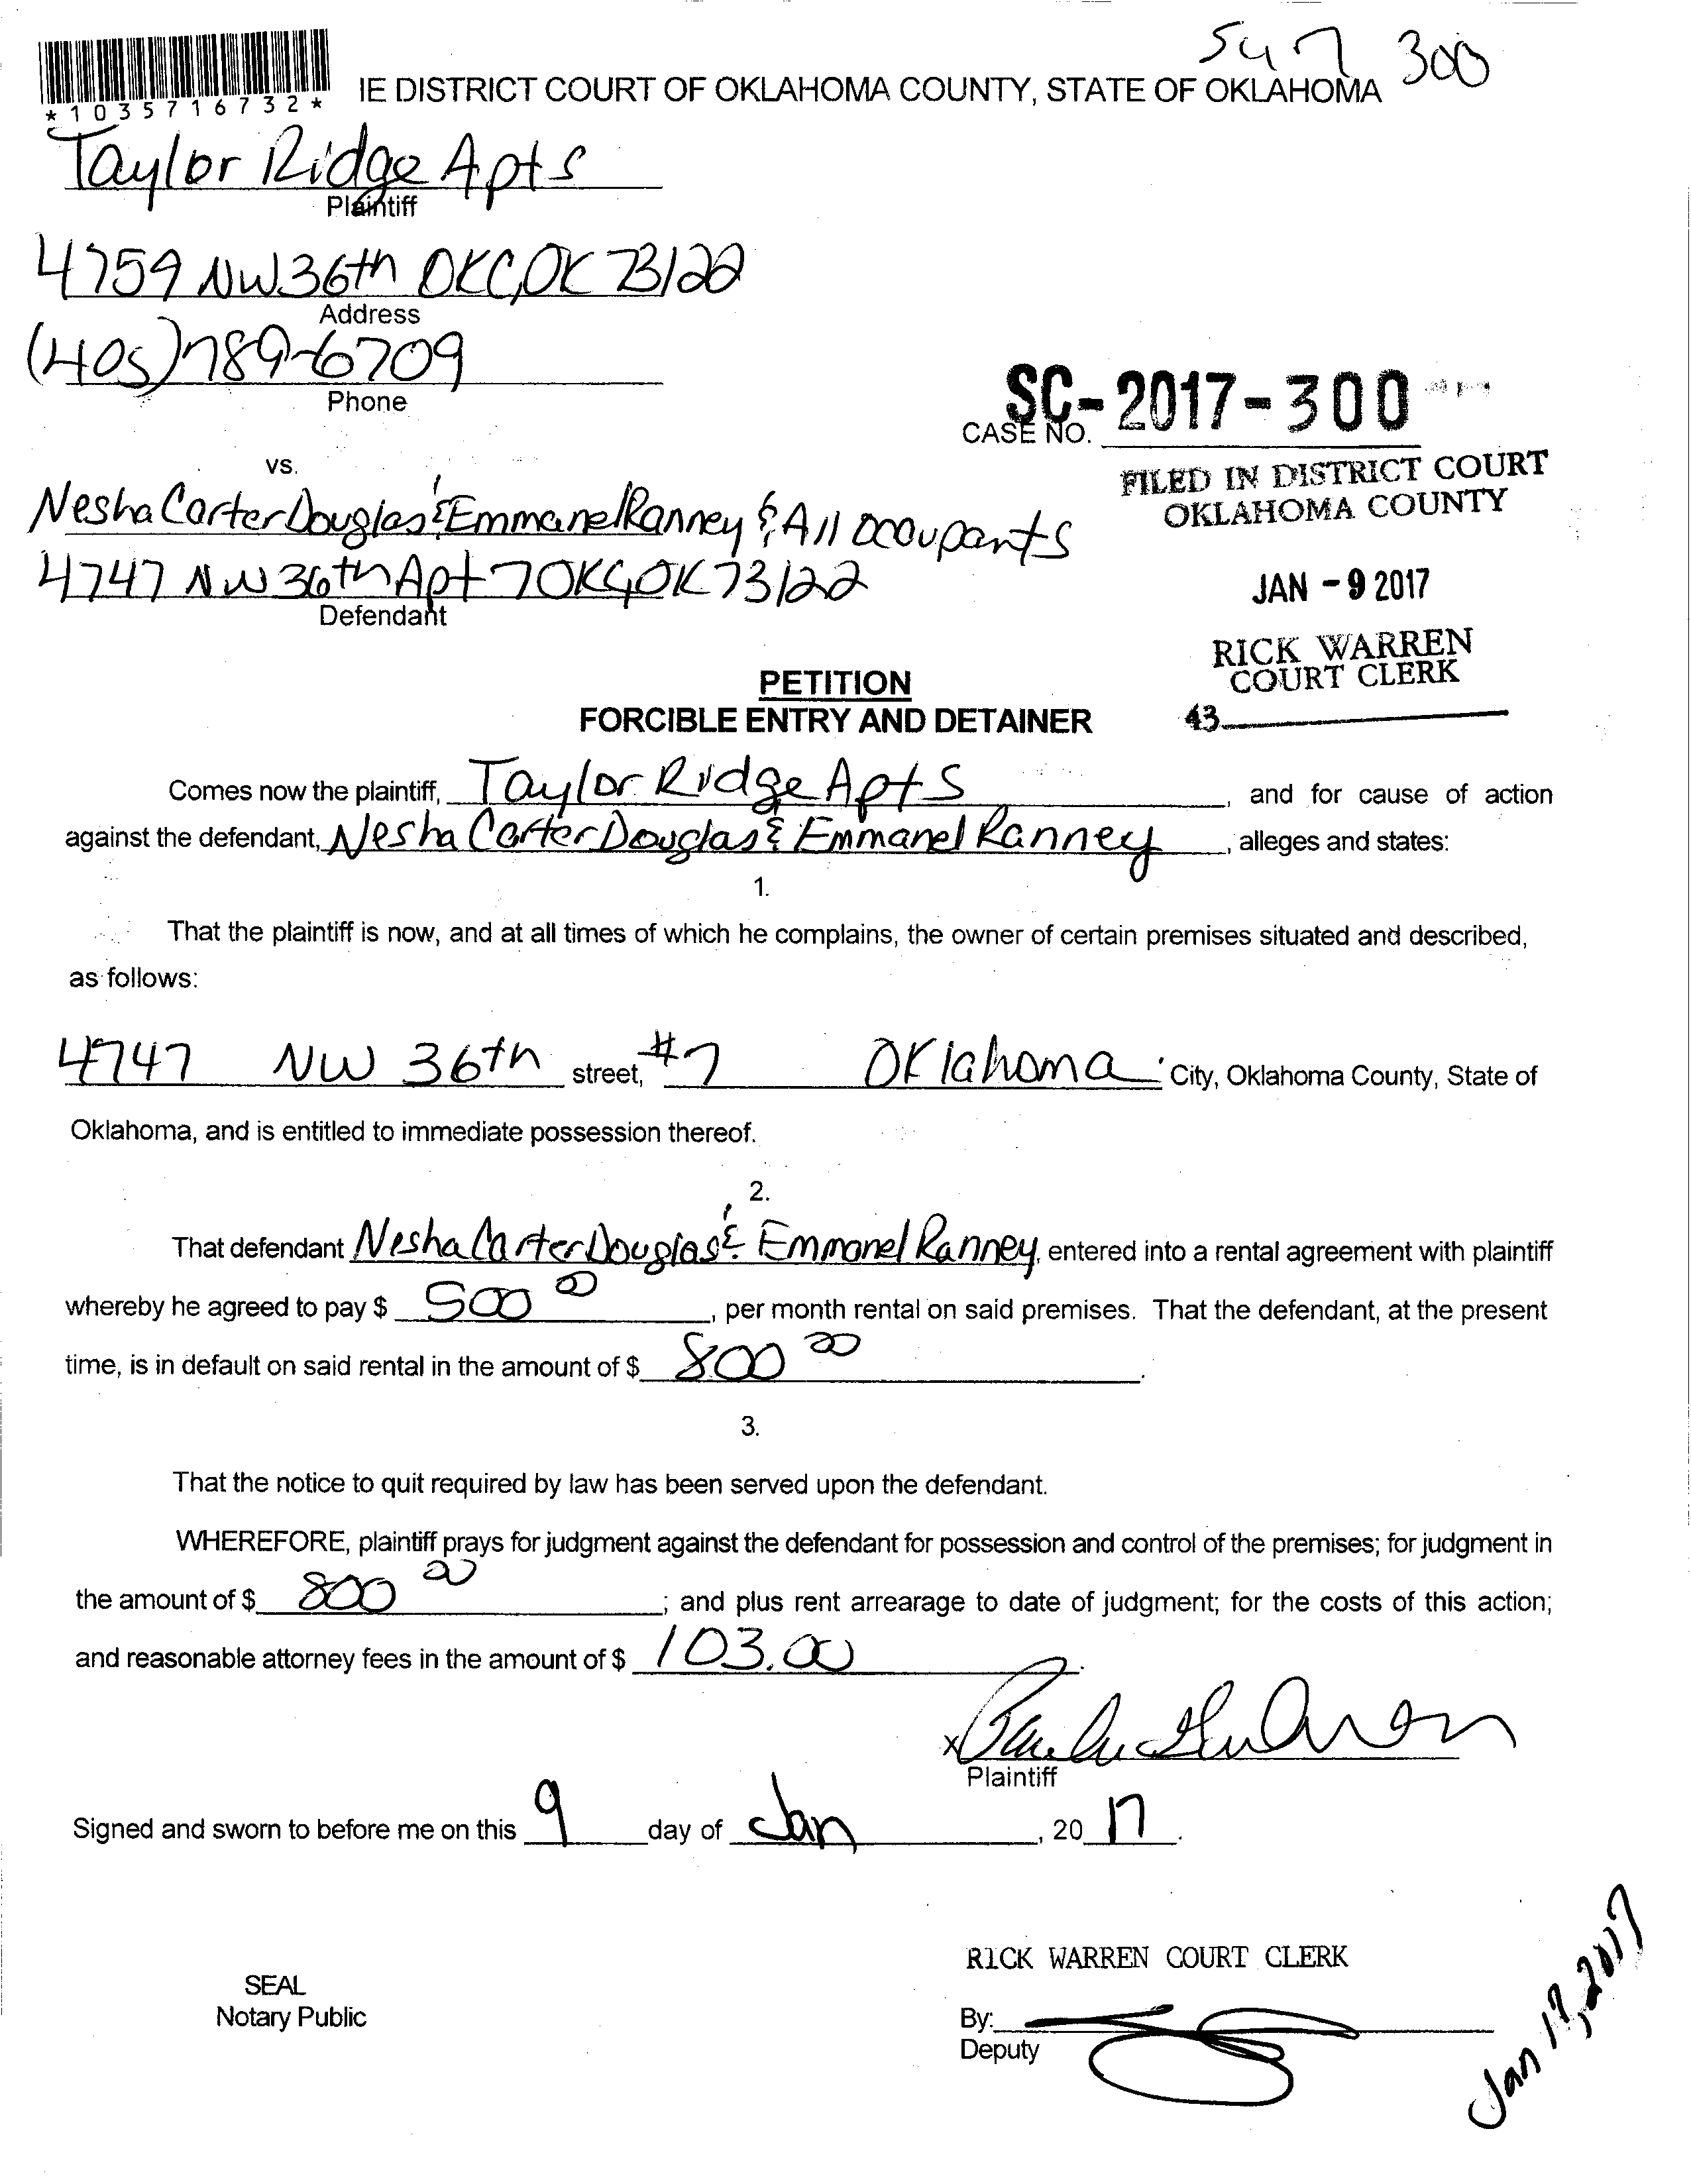 300
*1035716732*
IE DISTRICT COURT OF OKLAHOMA COUNTY, STATE OF OKLAHOMA
Taylor Ridge Apts
Plaintiff
4759 NW 36th OKC, OK 73122
Address
(405) 789-6709
Phone
SC-2017-300
CASE NO.
vs.
FILED IN DISTRICT COURT
OKLAHOMA COUNTY
Nesha Carter Douglas & Emmanel Ranney & All occupants
4747 NW 36th Apt 7 OKC, OK 73122
Defendant
JAN - 9 2017
RICK WARREN
COURT CLERK
43
PETITION
FORCIBLE ENTRY AND DETAINER
Comes now the plaintiff, Taylor Ridge Apts, and for cause of action
against the defendant, Nesha Carter Douglas & Emmanel Ranney, alleges and states:
1.
That the plaintiff is now, and at all times of which he complains, the owner of certain premises situated and described,
as follows:
4747 NW 36th street, #7 Oklahoma City, Oklahoma County, State of
Oklahoma, and is entitled to immediate possession thereof.
2.
That defendant Nesha Carter Douglas & Emmanel Ranney, entered into a rental agreement with plaintiff
whereby he agreed to pay $ 500 00, per month rental on said premises. That the defendant, at the present
time, is in default on said rental in the amount of $ 800 00.
3.
That the notice to quit required by law has been served upon the defendant.
WHEREFORE, plaintiff prays for judgment against the defendant for possession and control of the premises; for judgment in
the amount of $ 800 00; and plus rent arrearage to date of judgment; for the costs of this action;
and reasonable attorney fees in the amount of $ 103.00.
X
Plaintiff
Signed and sworn to before me on this 9 day of Jan, 20 17.
RICK WARREN COURT CLERK
SEAL
Notary Public
By:
Deputy